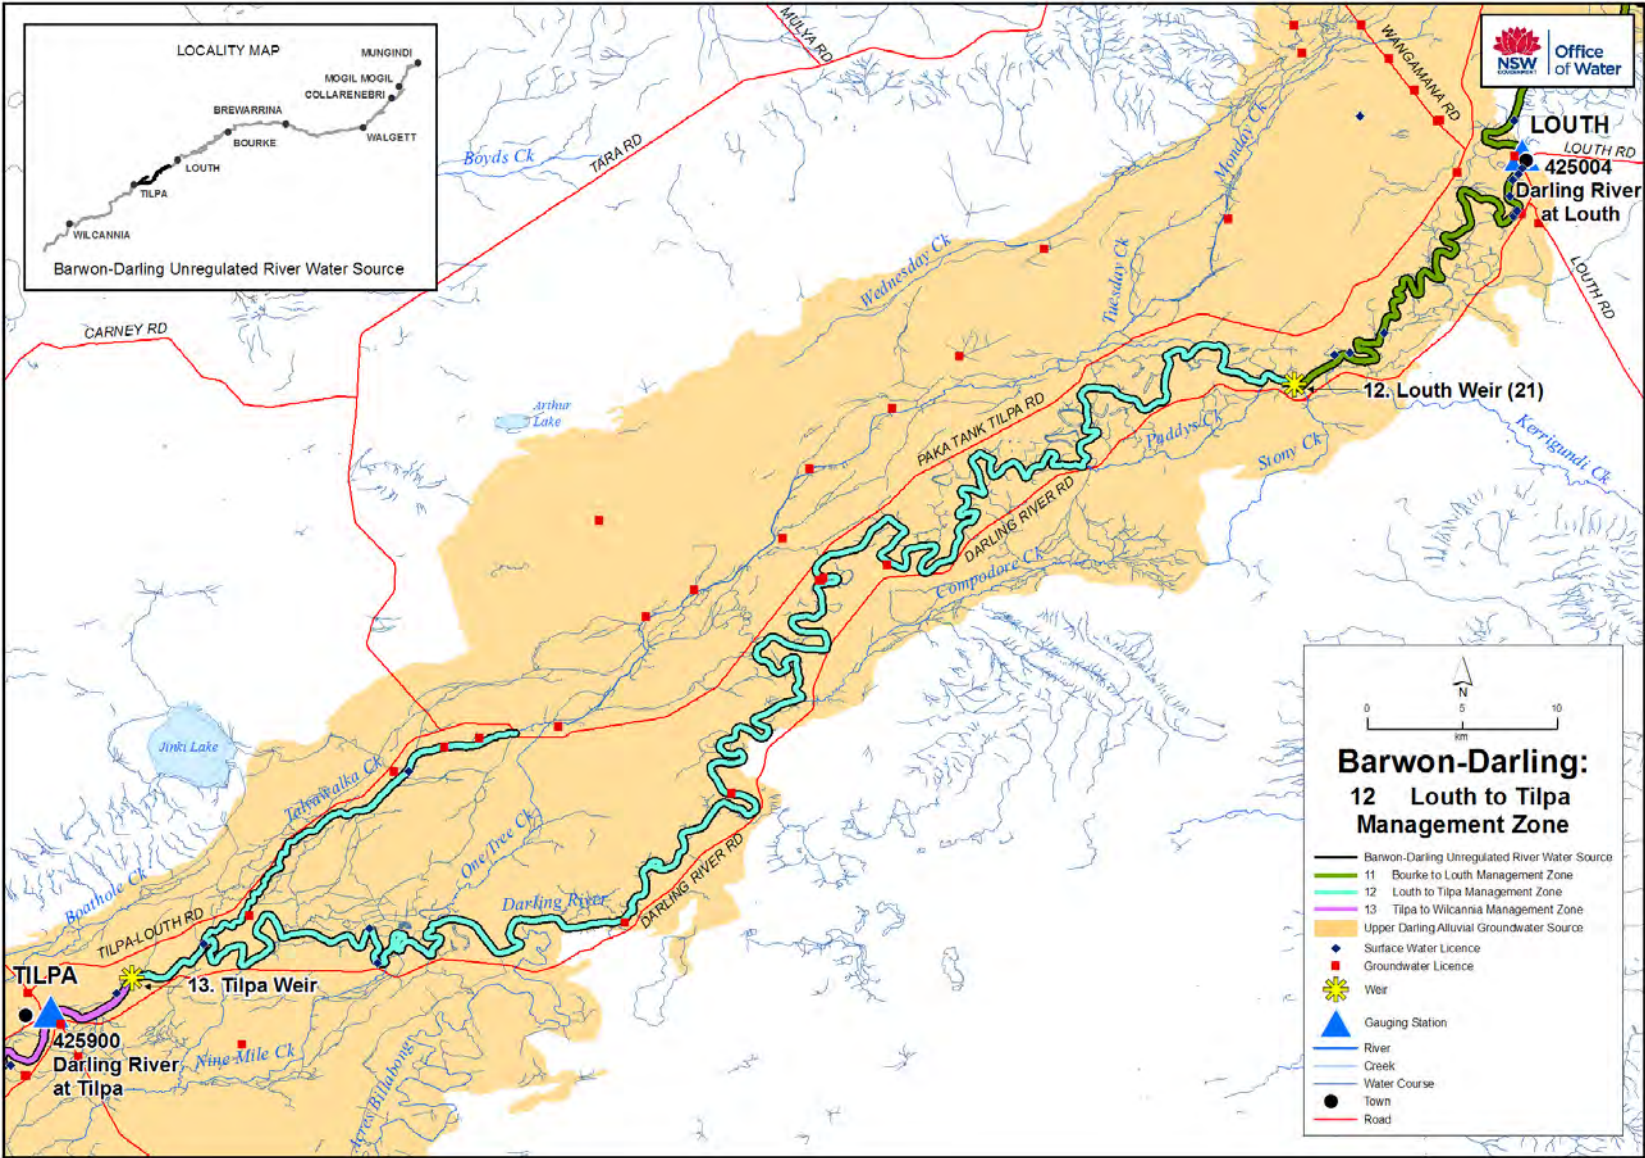 LOCALITY MAP
MUNGINDI
MOGIL MOGIL
COLLARENEBRI
BREWARRINA
WALGETT
BOURKE
LOUTH
TILPA
WILCANNIA
Barwon-Darling Unregulated River Water Source
MULYA RD
WANGAMANA RD
NSW
GOVERNMENT
Office
of Water
LOUTH
LOUTH RD
425004
Darling River
at Louth
LOUTH RD
Boyds Ck
TARA RD
Monday Ck
Tuesday Ck
Wednesday Ck
CARNEY RD
Arthur
Lake
12. Louth Weir (21)
PAKA TANK TILPA RD
Paddys Ck
Stony Ck
Kerrigundi Ck
DARLING RIVER RD
Compodore Ck
Jinki Lake
Talyawalka Ck
One Tree Ck
Boathole Ck
TILPA-LOUTH RD
Darling River
DARLING RIVER RD
TILPA
13. Tilpa Weir
425900
Darling River
at Tilpa
Nine Mile Ck
Acres Billabong
N
0 5 10
km
Barwon-Darling:
12 Louth to Tilpa
Management Zone
Barwon-Darling Unregulated River Water Source
11 Bourke to Louth Management Zone
12 Louth to Tilpa Management Zone
13 Tilpa to Wilcannia Management Zone
Upper Darling Alluvial Groundwater Source
Surface Water Licence
Groundwater Licence
Weir
Gauging Station
River
Creek
Water Course
Town
Road